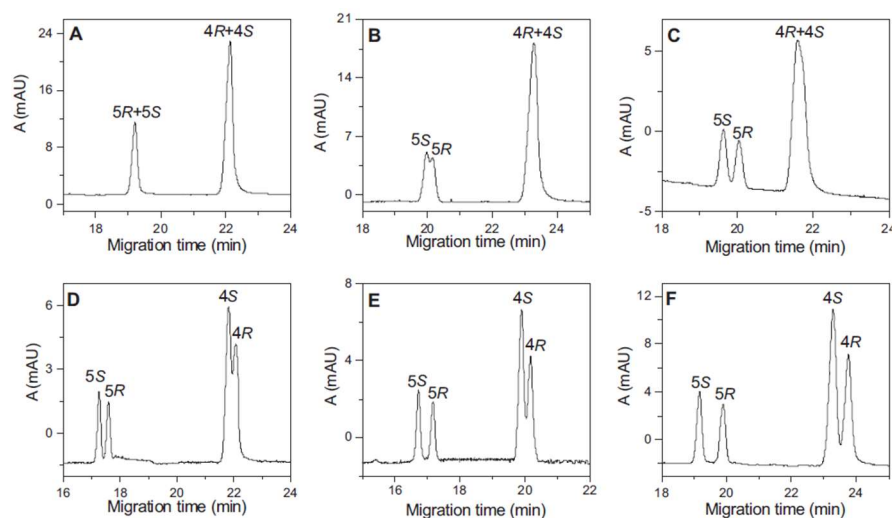 A
5R+5S
4R+4S
A (mAU)
24
18
12
6
0
18
20
22
24
Migration time (min)
B
5S
5R
4R+4S
A (mAU)
21
14
7
0
18
20
22
24
Migration time (min)
C
5S
5R
4R+4S
A (mAU)
5
0
-5
18
20
22
24
Migration time (min)
D
5S
5R
4S
4R
A (mAU)
6
3
0
16
18
20
22
24
Migration time (min)
E
5S
5R
4S
4R
A (mAU)
8
4
0
16
18
20
22
Migration time (min)
F
5S
5R
4S
4R
A (mAU)
12
8
4
0
18
20
22
24
Migration time (min)